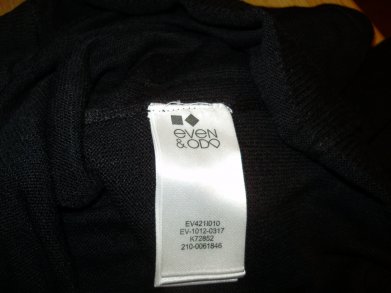 even
&ODD
EV421I010
EV-1012-0317
K72852
210-0061846